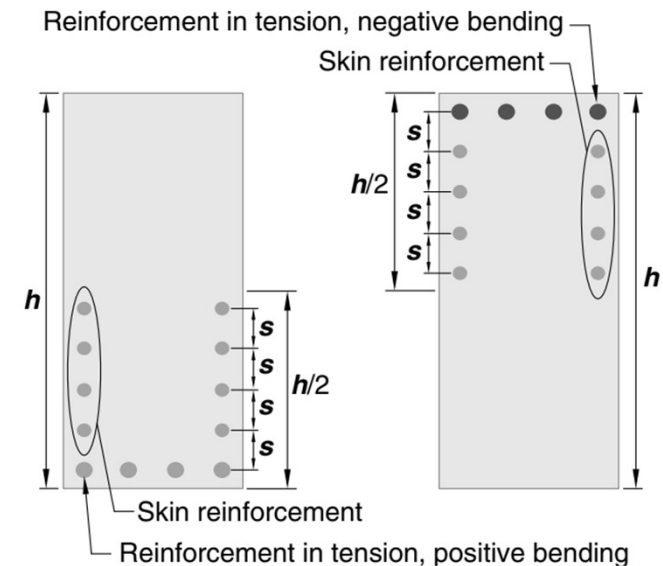 Reinforcement in tension, negative bending
Skin reinforcement
s
s
s
s
h/2
h
h
s
s
s
s
h/2
Skin reinforcement
Reinforcement in tension, positive bending